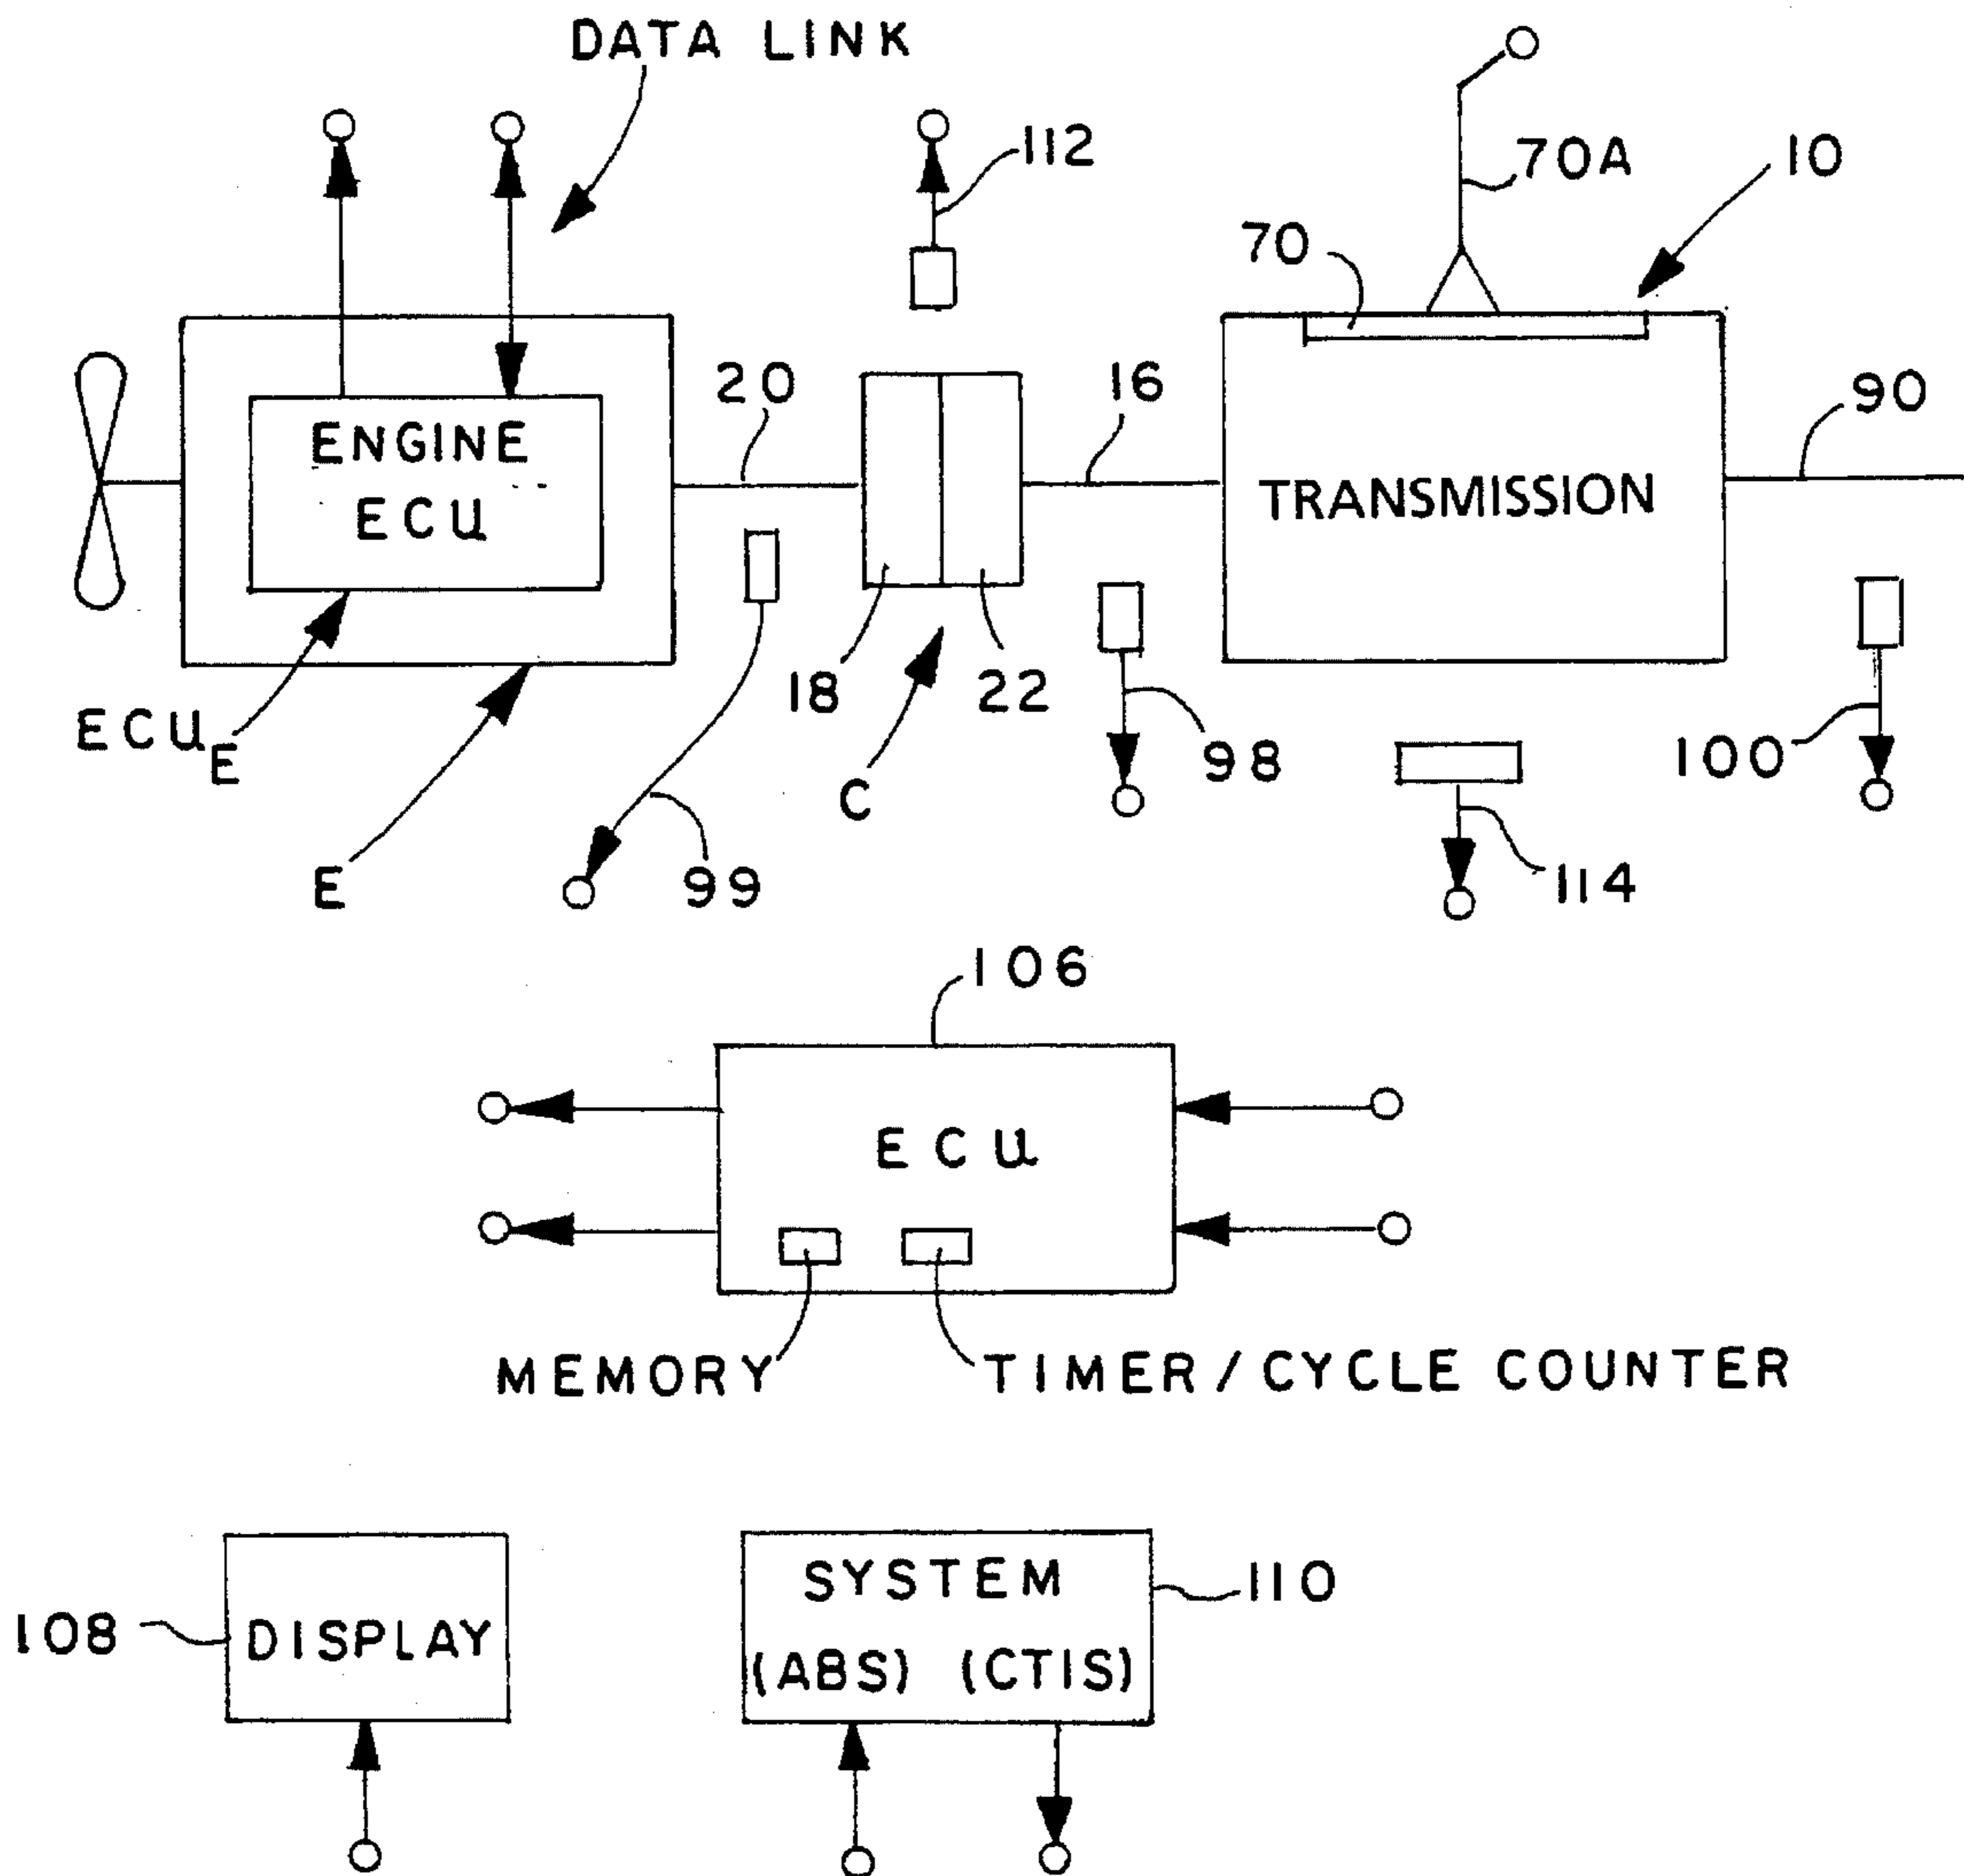 DATA LINK
112
70A
10
70
20
16
90
ENGINE
ECU
TRANSMISSION
18
22
ECU_E
98
100
C
E
99
114
106
ECU
MEMORY
TIMER/CYCLE COUNTER
108
DISPLAY
SYSTEM
110
(ABS) (CTIS)